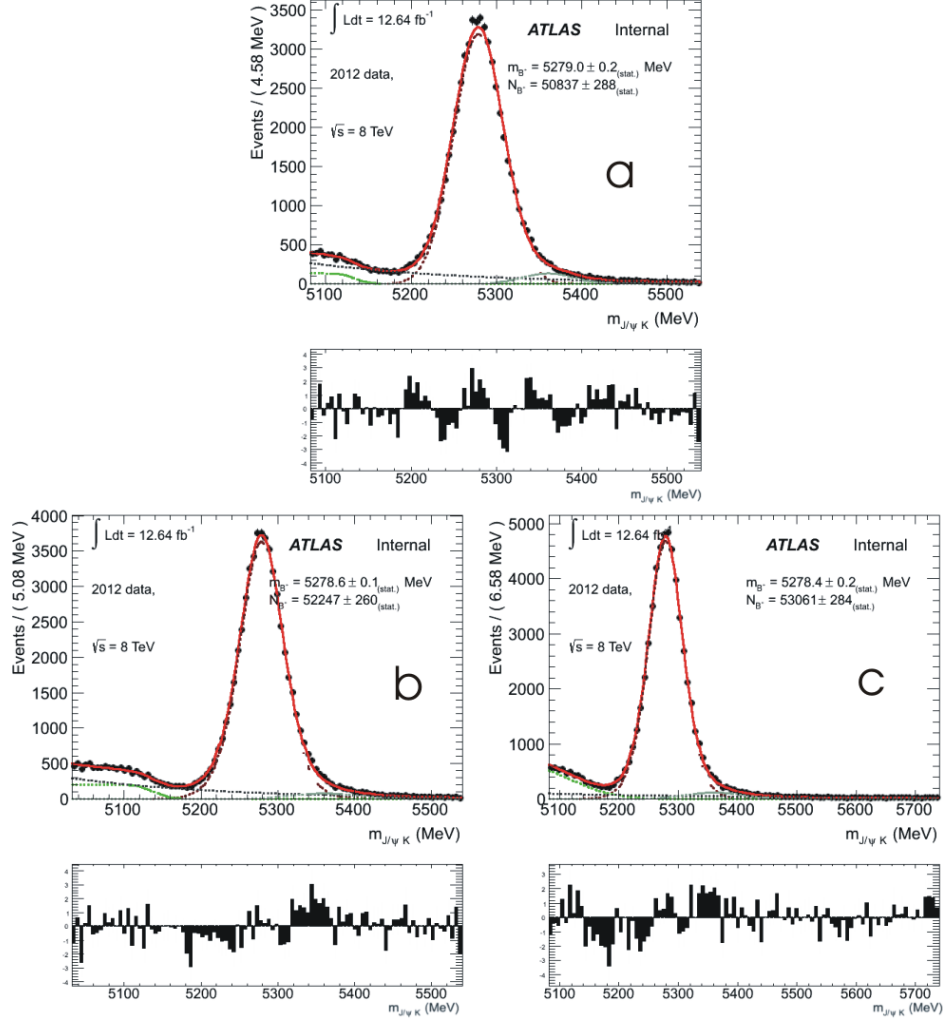 ∫ Ldt = 12.64 fb⁻¹
ATLAS Internal
2012 data,
m_B⁻ = 5279.0 ± 0.2(stat.) MeV
N_B⁻ = 50837 ± 288(stat.)
√s = 8 TeV
a
Events / ( 4.58 MeV )
3500
3000
2500
2000
1500
1000
500
0
5100 5200 5300 5400 5500
m_J/ψ K (MeV)
4
3
2
1
0
-1
-2
-3
-4
5100 5200 5300 5400 5500
m_J/ψ K (MeV)
∫ Ldt = 12.64 fb⁻¹
ATLAS Internal
2012 data,
m_B⁻ = 5278.6 ± 0.1(stat.) MeV
N_B⁻ = 52247 ± 260(stat.)
√s = 8 TeV
b
Events / ( 5.08 MeV )
4000
3500
3000
2500
2000
1500
1000
500
0
5100 5200 5300 5400 5500
m_J/ψ K (MeV)
4
3
2
1
0
-1
-2
-3
-4
5100 5200 5300 5400 5500
m_J/ψ K (MeV)
∫ Ldt = 12.64 fb⁻¹
ATLAS Internal
2012 data,
m_B⁻ = 5278.4 ± 0.2(stat.) MeV
N_B⁻ = 53061 ± 284(stat.)
√s = 8 TeV
c
Events / ( 6.58 MeV )
5000
4000
3000
2000
1000
0
5100 5200 5300 5400 5500 5600 5700
m_J/ψ K (MeV)
3
2
1
0
-1
-2
-3
-4
5100 5200 5300 5400 5500 5600 5700
m_J/ψ K (MeV)